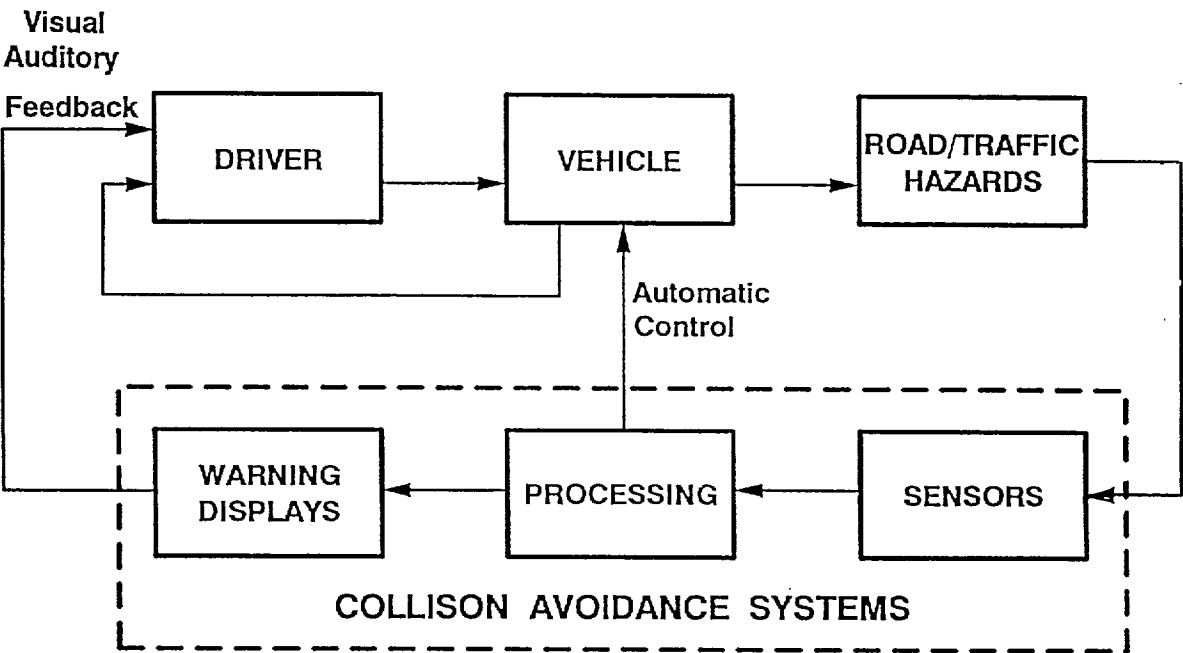 Visual
Auditory
Feedback
DRIVER
VEHICLE
ROAD/TRAFFIC
HAZARDS
Automatic
Control
WARNING
DISPLAYS
PROCESSING
SENSORS
COLLISON AVOIDANCE SYSTEMS